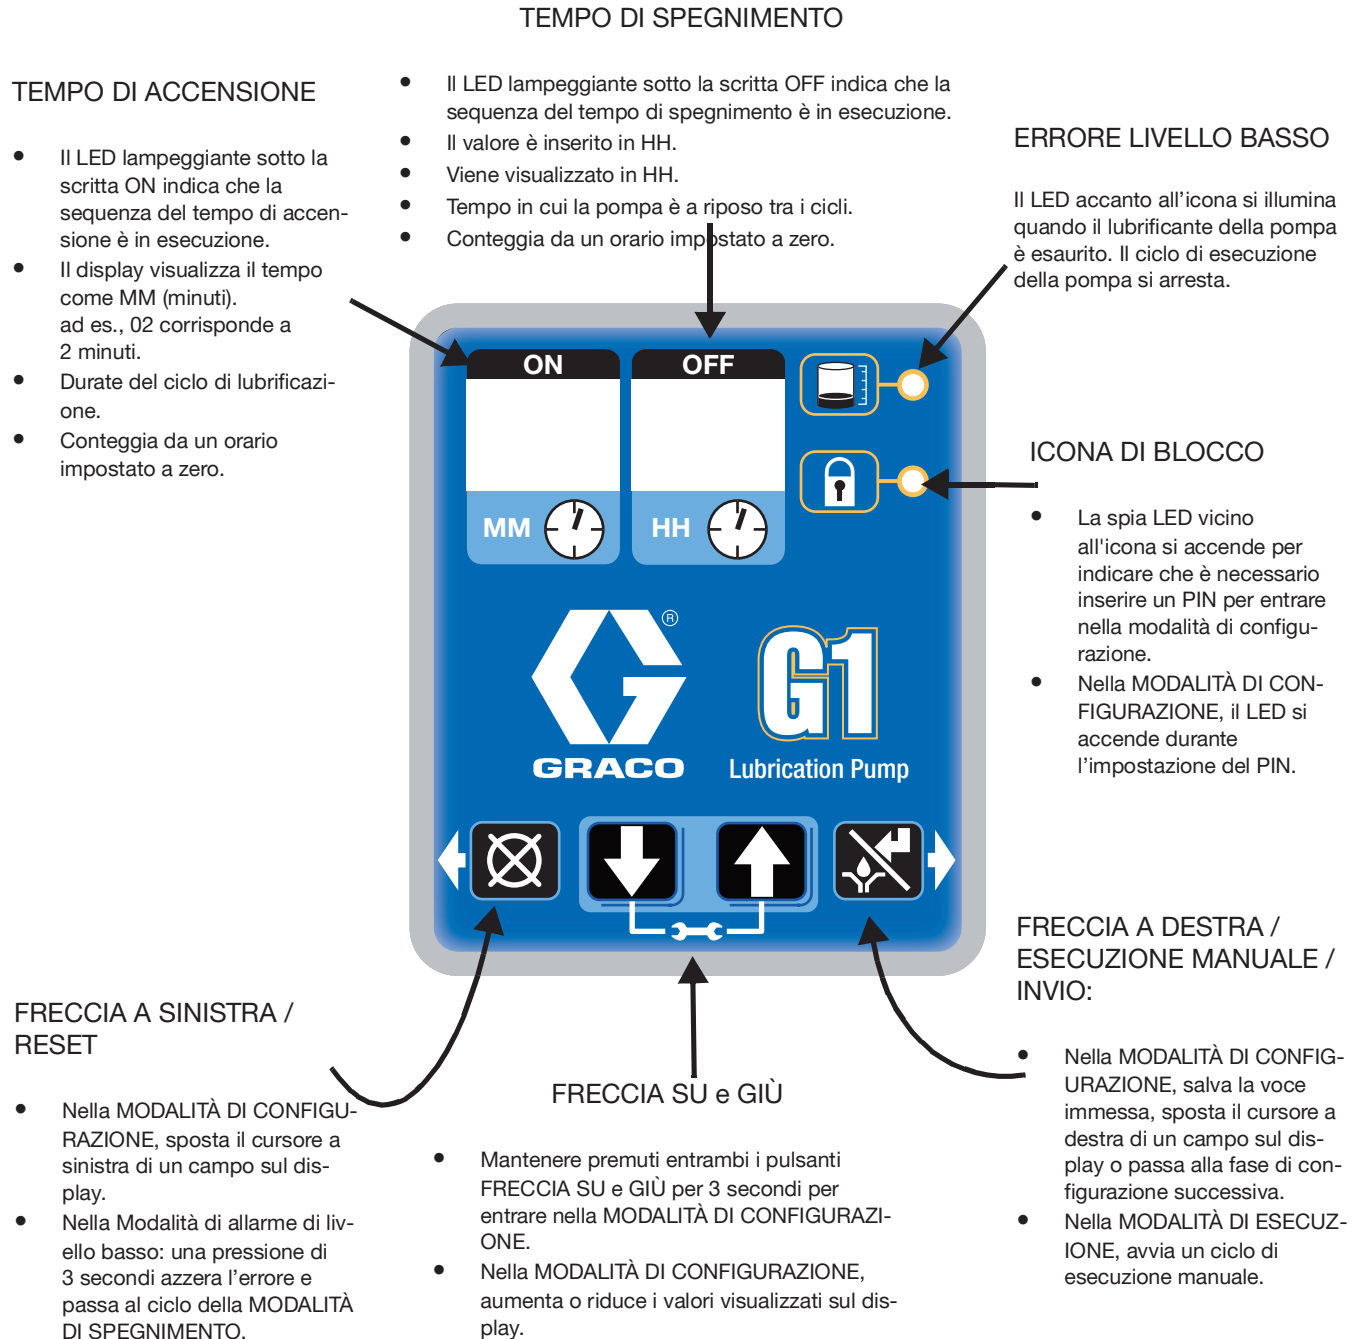 TEMPO DI SPEGNIMENTO
• Il LED lampeggiante sotto la scritta OFF indica che la
sequenza del tempo di spegnimento è in esecuzione.
• Il valore è inserito in HH.
• Viene visualizzato in HH.
• Tempo in cui la pompa è a riposo tra i cicli.
• Conteggia da un orario impostato a zero.
TEMPO DI ACCENSIONE
• Il LED lampeggiante sotto la
scritta ON indica che la
sequenza del tempo di accen-
sione è in esecuzione.
• Il display visualizza il tempo
come MM (minuti).
ad es., 02 corrisponde a
2 minuti.
• Durate del ciclo di lubrificazi-
one.
• Conteggia da un orario
impostato a zero.
ERRORE LIVELLO BASSO
Il LED accanto all’icona si illumina
quando il lubrificante della pompa
è esaurito. Il ciclo di esecuzione
della pompa si arresta.
ON
OFF
MM
HH
ICONA DI BLOCCO
• La spia LED vicino
all'icona si accende per
indicare che è necessario
inserire un PIN per entrare
nella modalità di configu-
razione.
• Nella MODALITÀ DI CON-
FIGURAZIONE, il LED si
accende durante
l’impostazione del PIN.
®
GRACO
G1
Lubrication Pump
FRECCIA A SINISTRA /
RESET
• Nella MODALITÀ DI CONFIGU-
RAZIONE, sposta il cursore a
sinistra di un campo sul dis-
play.
• Nella Modalità di allarme di liv-
ello basso: una pressione di
3 secondi azzera l’errore e
passa al ciclo della MODALITÀ
DI SPEGNIMENTO.
FRECCIA SU e GIÙ
• Mantenere premuti entrambi i pulsanti
FRECCIA SU e GIÙ per 3 secondi per
entrare nella MODALITÀ DI CONFIGURAZI-
ONE.
• Nella MODALITÀ DI CONFIGURAZIONE,
aumenta o riduce i valori visualizzati sul dis-
play.
FRECCIA A DESTRA /
ESECUZIONE MANUALE /
INVIO:
• Nella MODALITÀ DI CONFIG-
URAZIONE, salva la voce
immessa, sposta il cursore a
destra di un campo sul dis-
play o passa alla fase di con-
figurazione successiva.
• Nella MODALITÀ DI ESECUZ-
IONE, avvia un ciclo di
esecuzione manuale.